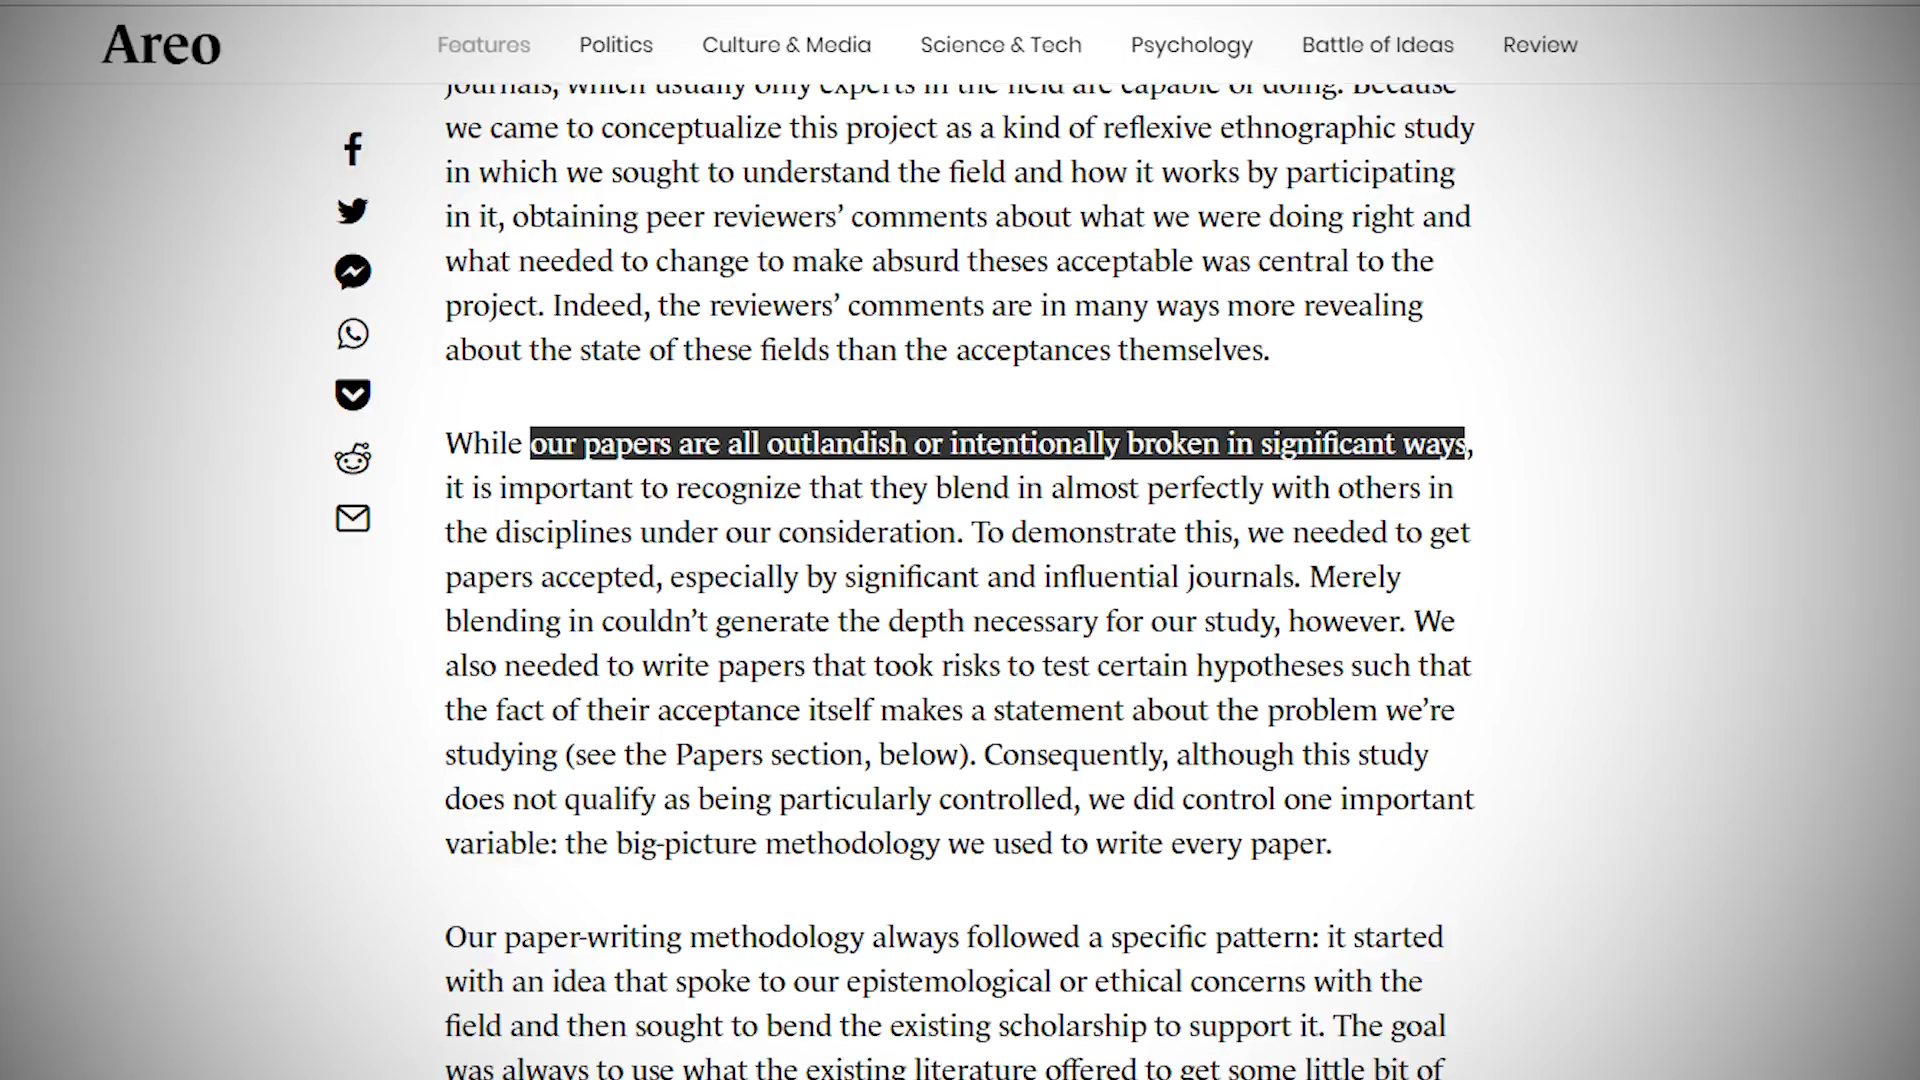 Areo
Features Politics Culture & Media Science & Tech Psychology Battle of Ideas Review
journals, which usually only experts in the field are capable of doing. Because
we came to conceptualize this project as a kind of reflexive ethnographic study
in which we sought to understand the field and how it works by participating
in it, obtaining peer reviewers’ comments about what we were doing right and
what needed to change to make absurd theses acceptable was central to the
project. Indeed, the reviewers’ comments are in many ways more revealing
about the state of these fields than the acceptances themselves.
While our papers are all outlandish or intentionally broken in significant ways,
it is important to recognize that they blend in almost perfectly with others in
the disciplines under our consideration. To demonstrate this, we needed to get
papers accepted, especially by significant and influential journals. Merely
blending in couldn’t generate the depth necessary for our study, however. We
also needed to write papers that took risks to test certain hypotheses such that
the fact of their acceptance itself makes a statement about the problem we’re
studying (see the Papers section, below). Consequently, although this study
does not qualify as being particularly controlled, we did control one important
variable: the big-picture methodology we used to write every paper.
Our paper-writing methodology always followed a specific pattern: it started
with an idea that spoke to our epistemological or ethical concerns with the
field and then sought to bend the existing scholarship to support it. The goal
was always to use what the existing literature offered to get some little bit of